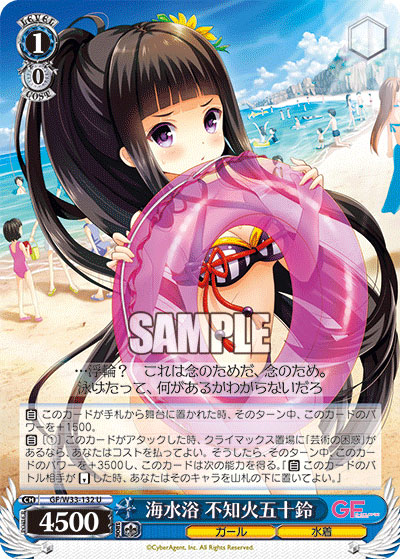 LEVEL
1
0
COST
SAMPLE
…浮輪? これは念のためだ、念のため。
泳げたって、何があるかわからないだろ
自 このカードが手札から舞台に置かれた時、そのターン中、このカードのパ
ワーを+1500。
自 [①] このカードがアタックした時、クライマックス置場に「芸術の困惑」が
あるなら、あなたはコストを払ってよい。そうしたら、そのターン中、このカード
のパワーを+3500し、このカードは次の能力を得る。『自 このカードのバ
トル相手が リバース した時、あなたはそのキャラを山札の下に置いてよい』
CH GF/W33-132 U
4500
海水浴 不知火五十鈴
GF
ガール
水着
©CyberAgent, Inc. All Rights Reserved.